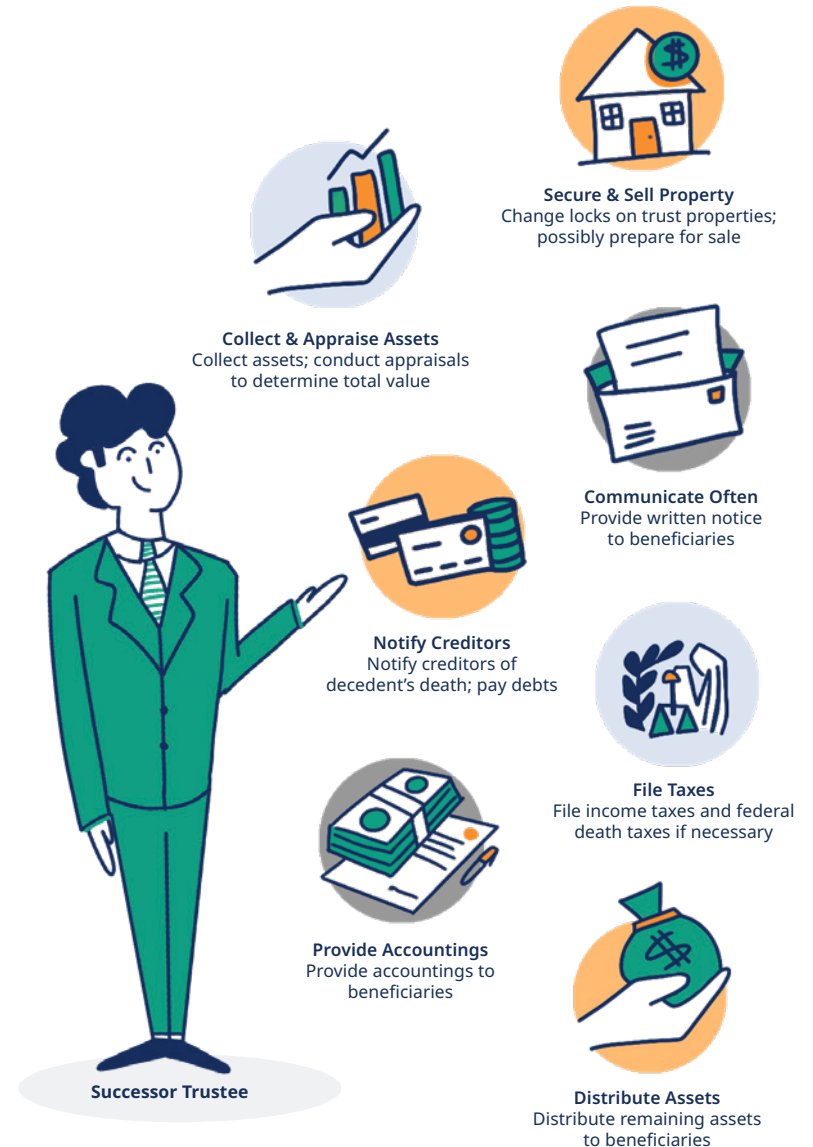 Secure & Sell Property
Change locks on trust properties;
possibly prepare for sale
Collect & Appraise Assets
Collect assets; conduct appraisals
to determine total value
Communicate Often
Provide written notice
to beneficiaries
Notify Creditors
Notify creditors of
decedent’s death; pay debts
File Taxes
File income taxes and federal
death taxes if necessary
Provide Accountings
Provide accountings to
beneficiaries
Successor Trustee
Distribute Assets
Distribute remaining assets
to beneficiaries